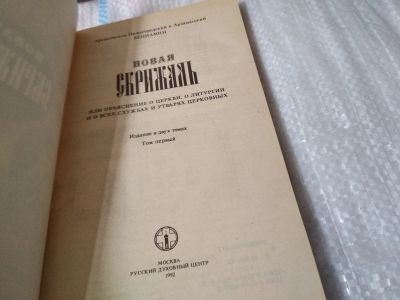 Архиепископ Нижегородский и Арзамасский
ВЕНИАМИН
НОВАЯ
СКРИЖАЛЬ
ИЛИ ОБЪЯСНЕНИЕ О ЦЕРКВИ, О ЛИТУРГИИ
И О ВСЕХ СЛУЖБАХ И УТВАРЯХ ЦЕРКОВНЫХ
Издание в двух томах
Том первый
МОСКВА
РУССКИЙ ДУХОВНЫЙ ЦЕНТР
1992